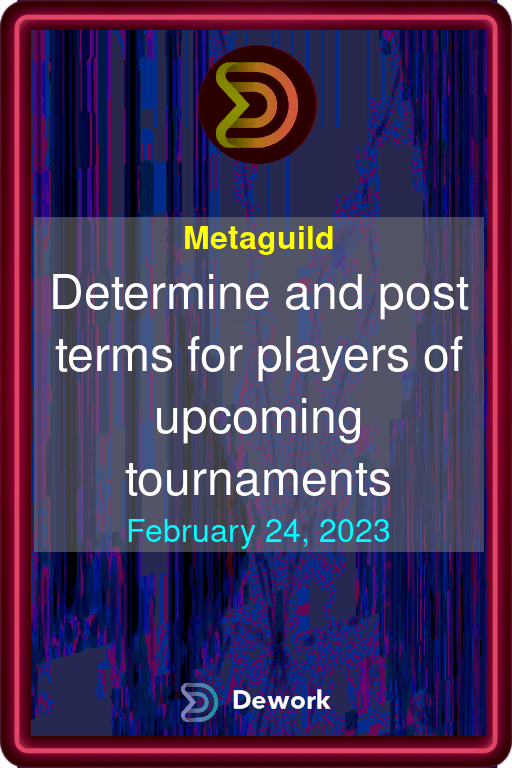 Metaguild
Determine and post
terms for players of
upcoming
tournaments
February 24, 2023
Dework